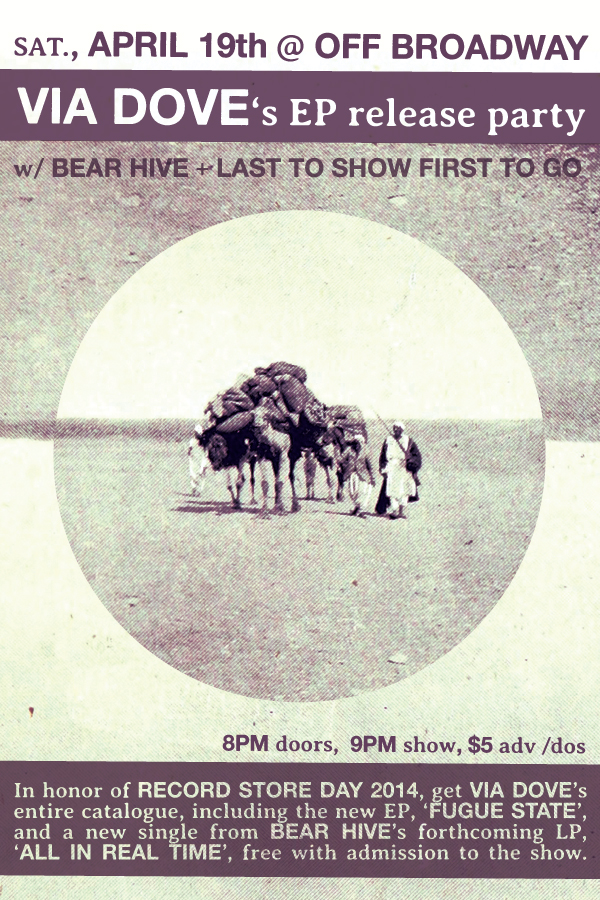 SAT., APRIL 19th @ OFF BROADWAY
VIA DOVE‘s EP release party
w/ BEAR HIVE + LAST TO SHOW FIRST TO GO
8PM doors, 9PM show, $5 adv /dos
In honor of RECORD STORE DAY 2014, get VIA DOVE’s
entire catalogue, including the new EP, ‘FUGUE STATE’,
and a new single from BEAR HIVE’s forthcoming LP,
‘ALL IN REAL TIME’, free with admission to the show.